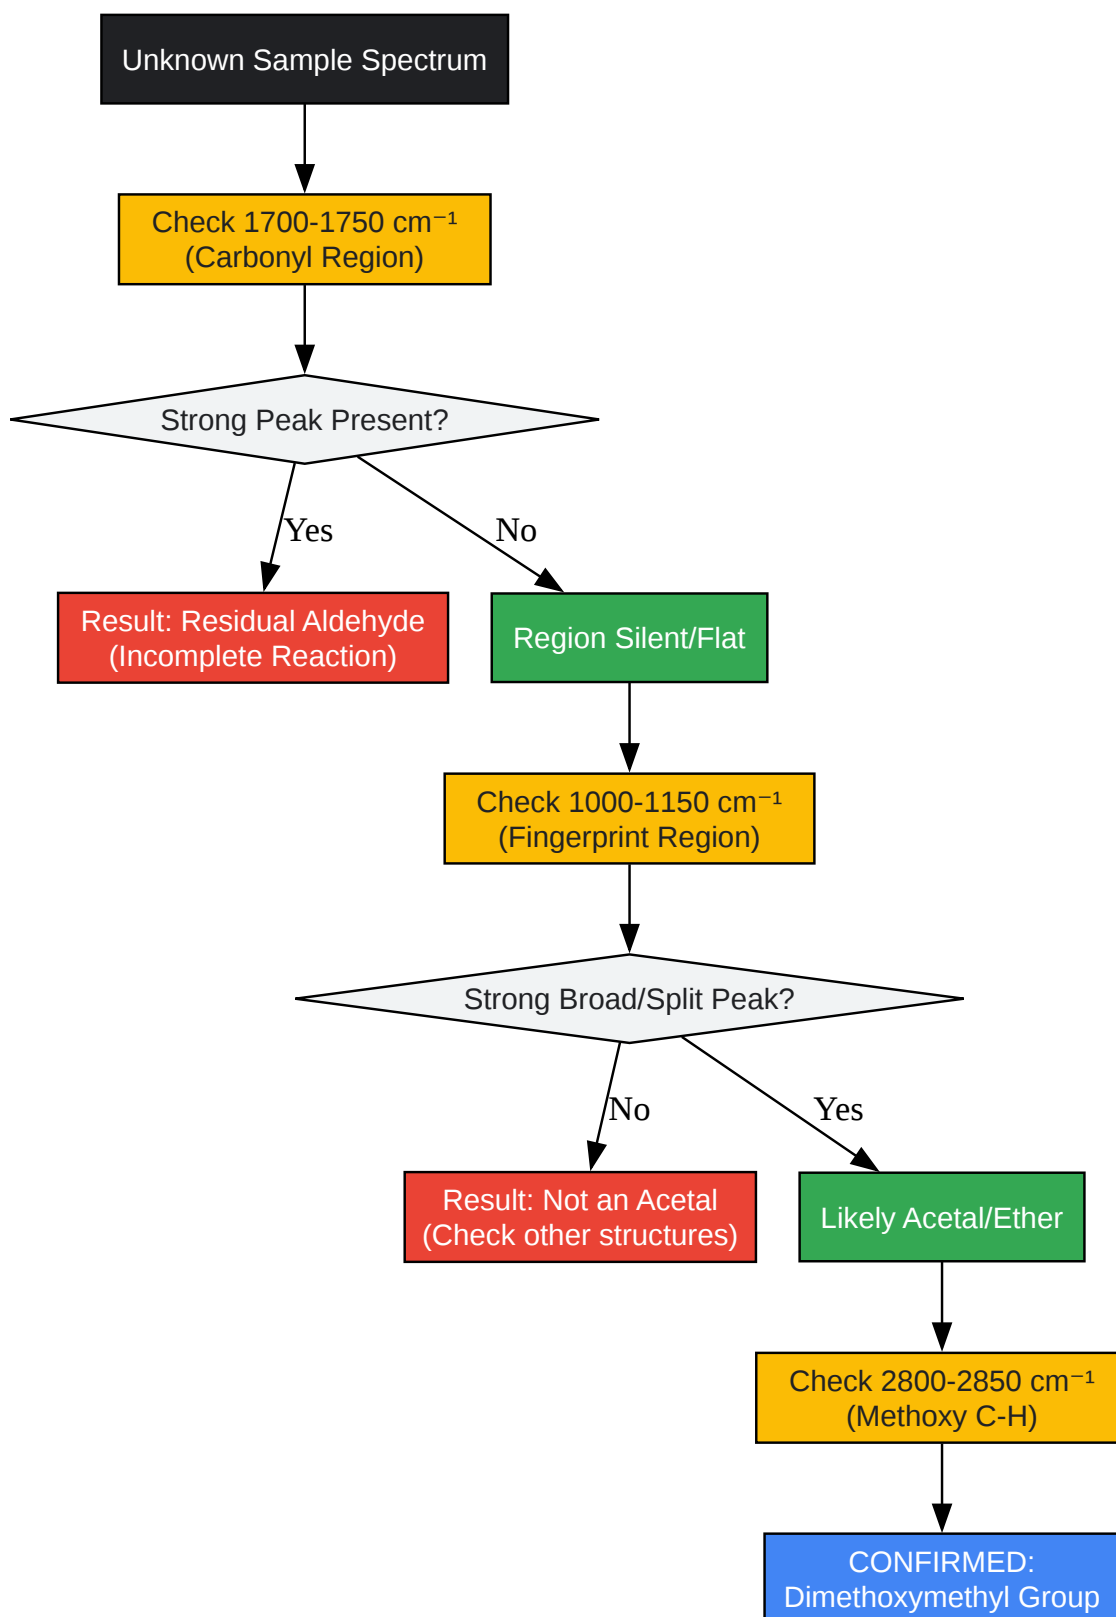 Unknown Sample Spectrum
Check 1700-1750 cm⁻¹
(Carbonyl Region)
Strong Peak Present?
Yes
No
Result: Residual Aldehyde
(Incomplete Reaction)
Region Silent/Flat
Check 1000-1150 cm⁻¹
(Fingerprint Region)
Strong Broad/Split Peak?
No
Yes
Result: Not an Acetal
(Check other structures)
Likely Acetal/Ether
Check 2800-2850 cm⁻¹
(Methoxy C-H)
CONFIRMED:
Dimethoxymethyl Group